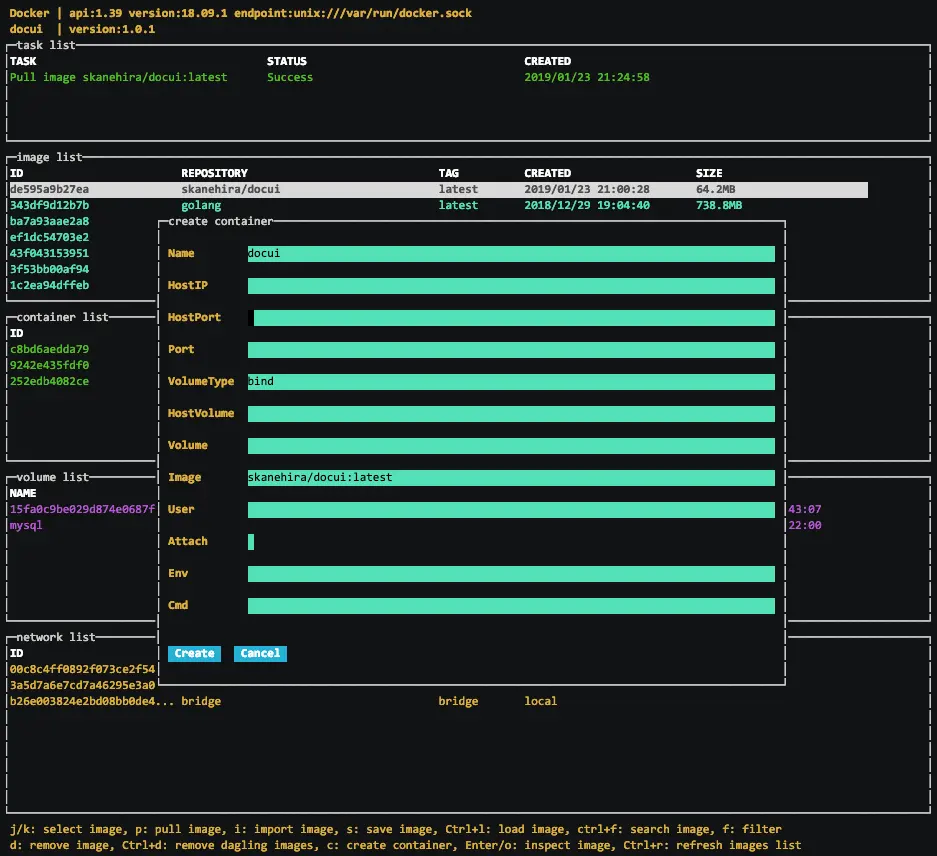 Docker | api:1.39 version:18.09.1 endpoint:unix:///var/run/docker.sock
docui | version:1.0.1
task list
TASK STATUS CREATED
Pull image skanehira/docui:latest Success 2019/01/23 21:24:58
image list
ID REPOSITORY TAG CREATED SIZE
de595a9b27ea skanehira/docui latest 2019/01/23 21:00:28 64.2MB
343df9d12b7b golang latest 2018/12/29 19:04:40 738.8MB
ba7a93aae2a8
ef1dc54703e2
43f043153951
3f53bb00af94
1c2ea94dffeb
create container
Name docui
HostIP
HostPort
Port
VolumeType bind
HostVolume
Volume
Image skanehira/docui:latest
User
Attach
Env
Cmd
Create Cancel
container list
ID
c8bd6aedda79
9242e435fdf0
252edb4082ce
volume list
NAME
15fa0c9be029d874e0687f 43:07
mysql 22:00
network list
ID
00c8c4ff0892f073ce2f54
3a5d7a6e7cd7a46295e3a0
b26e003824e2bd08bb0de4... bridge bridge local
j/k: select image, p: pull image, i: import image, s: save image, Ctrl+l: load image, ctrl+f: search image, f: filter
d: remove image, Ctrl+d: remove dagling images, c: create container, Enter/o: inspect image, Ctrl+r: refresh images list